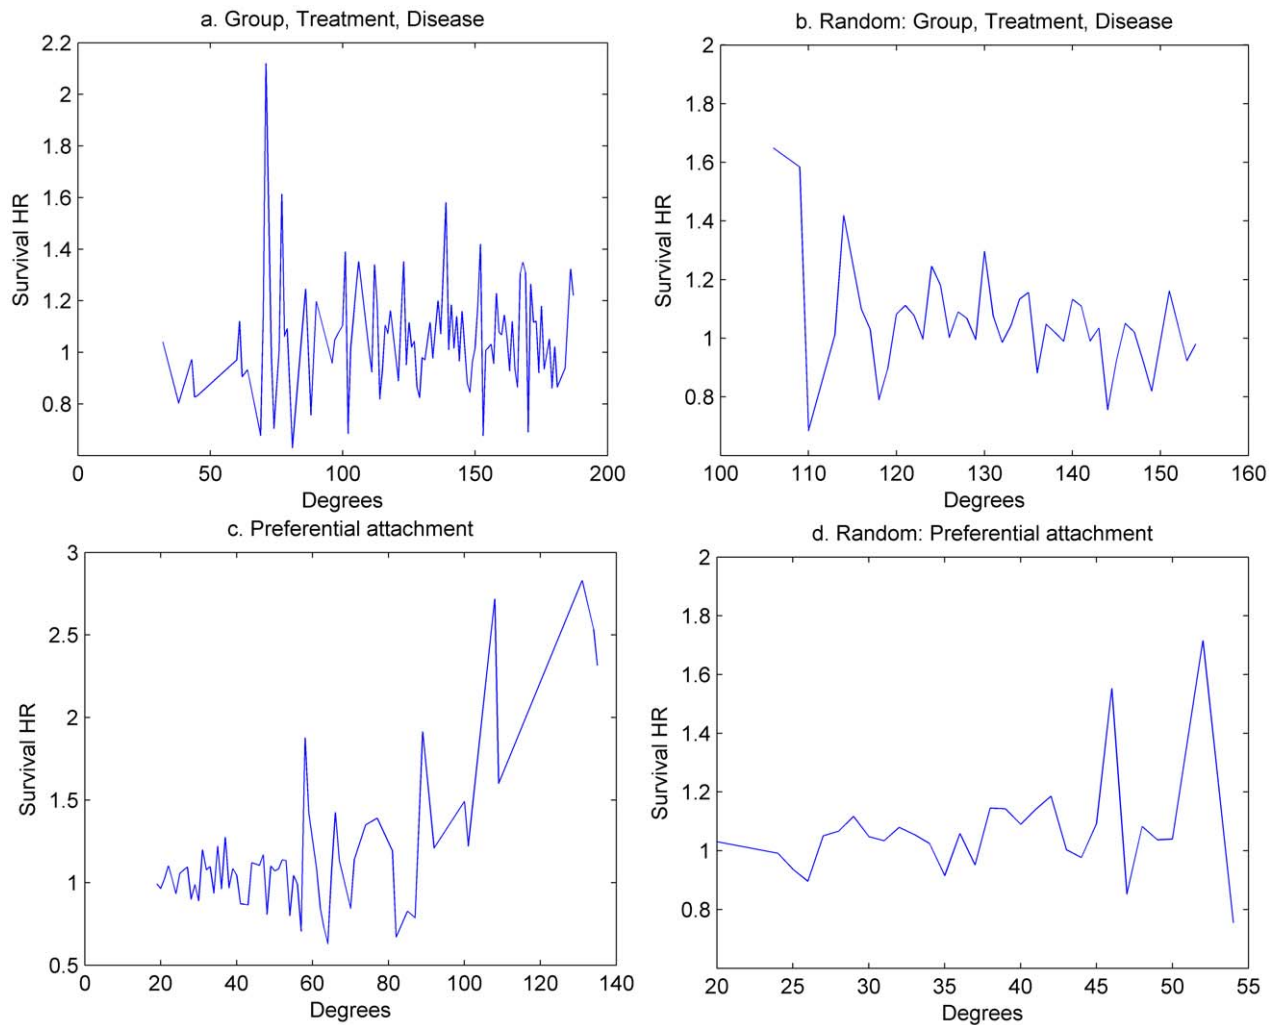 a. Group, Treatment, Disease
2.2
2
1.8
1.6
1.4
1.2
1
0.8
Survival HR
0 50 100 150 200
Degrees
b. Random: Group, Treatment, Disease
2
1.8
1.6
1.4
1.2
1
0.8
Survival HR
100 110 120 130 140 150 160
Degrees
c. Preferential attachment
3
2.5
2
1.5
1
0.5
Survival HR
0 20 40 60 80 100 120 140
Degrees
d. Random: Preferential attachment
2
1.8
1.6
1.4
1.2
1
0.8
Survival HR
20 25 30 35 40 45 50 55
Degrees